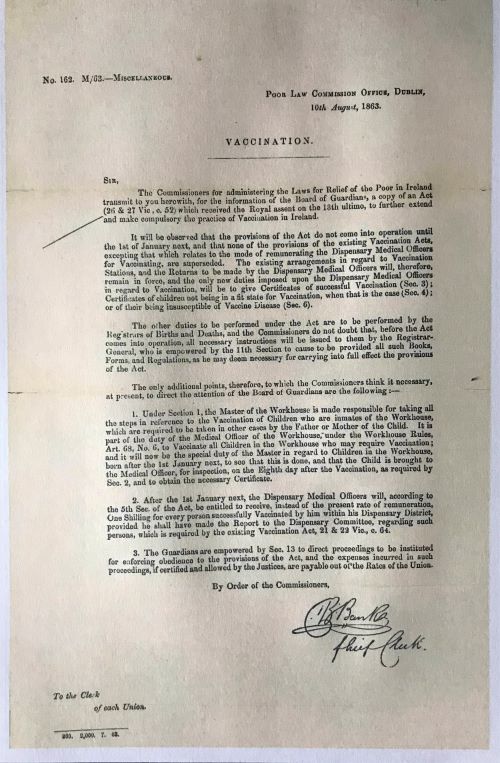 No. 162. M/63.—Miscellaneous.
Poor Law Commission Office, Dublin,
10th August, 1863.
VACCINATION.
Sir,
The Commissioners for administering the Laws for Relief of the Poor in Ireland
transmit to you herewith, for the information of the Board of Guardians, a copy of an Act
(26 & 27 Vic., c. 52) which received the Royal assent on the 13th ultimo, to further extend
and make compulsory the practice of Vaccination in Ireland.
It will be observed that the provisions of the Act do not come into operation until
the 1st of January next, and that none of the provisions of the existing Vaccination Acts,
excepting that which relates to the mode of remunerating the Dispensary Medical Officers
for Vaccinating, are superseded. The existing arrangements in regard to Vaccination
Stations, and the Returns to be made by the Dispensary Medical Officers will, therefore,
remain in force, and the only new duties imposed upon the Dispensary Medical Officers
in regard to Vaccination, will be to give Certificates of successful Vaccination (Sec. 3);
Certificates of children not being in a fit state for Vaccination, when that is the case (Sec. 4);
or of their being insusceptible of Vaccine Disease (Sec. 6).
The other duties to be performed under the Act are to be performed by the
Registrars of Births and Deaths, and the Commissioners do not doubt that, before the Act
comes into operation, all necessary instructions will be issued to them by the Registrar-
General, who is empowered by the 11th Section to cause to be provided all such Books,
Forms, and Regulations, as he may deem necessary for carrying into full effect the provisions
of the Act.
The only additional points, therefore, to which the Commissioners think it necessary,
at present, to direct the attention of the Board of Guardians are the following:—
1. Under Section 1, the Master of the Workhouse is made responsible for taking all
the steps in reference to the Vaccination of Children who are inmates of the Workhouse,
which are required to be taken in other cases by the Father or Mother of the Child. It is
part of the duty of the Medical Officer of the Workhouse, under the Workhouse Rules,
Art. 68, No. 6, to Vaccinate all Children in the Workhouse who may require Vaccination;
and it will now be the special duty of the Master in regard to Children in the Workhouse,
born after the 1st January next, to see that this is done, and that the Child is brought to
the Medical Officer, for inspection, on the Eighth day after the Vaccination, as required by
Sec. 2, and to obtain the necessary Certificate.
2. After the 1st January next, the Dispensary Medical Officers will, according to
the 5th Sec. of the Act, be entitled to receive, instead of the present rate of remuneration,
One Shilling for every person successfully Vaccinated by him within his Dispensary District,
provided he shall have made the Report to the Dispensary Committee, regarding such
persons, which is required by the existing Vaccination Act, 21 & 22 Vic., c. 64.
3. The Guardians are empowered by Sec. 13 to direct proceedings to be instituted
for enforcing obedience to the provisions of the Act, and the expenses incurred in such
proceedings, if certified and allowed by the Justices, are payable out of the Rates of the Union.
By Order of the Commissioners,
B Banks
Chief Clerk.
To the Clerk
of each Union.
2,000. 7. 63.